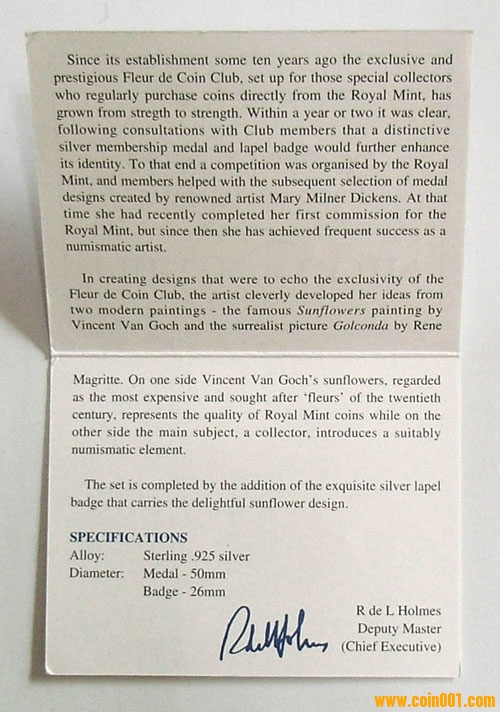 Since its establishment some ten years ago the exclusive and
prestigious Fleur de Coin Club, set up for those special collectors
who regularly purchase coins directly from the Royal Mint, has
grown from stregth to strength. Within a year or two it was clear,
following consultations with Club members that a distinctive
silver membership medal and lapel badge would further enhance
its identity. To that end a competition was organised by the Royal
Mint, and members helped with the subsequent selection of medal
designs created by renowned artist Mary Milner Dickens. At that
time she had recently completed her first commission for the
Royal Mint, but since then she has achieved frequent success as a
numismatic artist.
In creating designs that were to echo the exclusivity of the
Fleur de Coin Club, the artist cleverly developed her ideas from
two modern paintings - the famous Sunflowers painting by
Vincent Van Goch and the surrealist picture Golconda by Rene
Magritte. On one side Vincent Van Goch's sunflowers, regarded
as the most expensive and sought after 'fleurs' of the twentieth
century, represents the quality of Royal Mint coins while on the
other side the main subject, a collector, introduces a suitably
numismatic element.
The set is completed by the addition of the exquisite silver lapel
badge that carries the delightful sunflower design.
SPECIFICATIONS
Alloy: Sterling .925 silver
Diameter: Medal - 50mm
Badge - 26mm
R de L Holmes
Deputy Master
(Chief Executive)
www.coin001.com